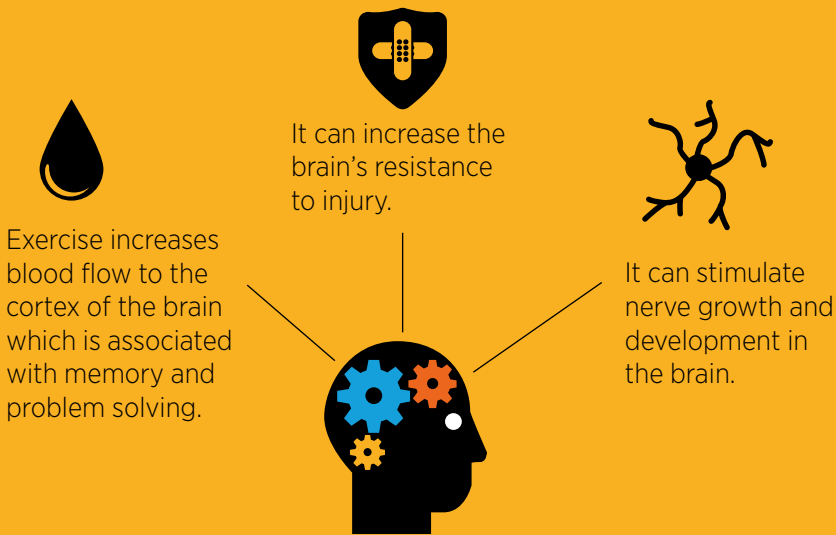 Exercise increases
blood flow to the
cortex of the brain
which is associated
with memory and
problem solving.
It can increase the
brain’s resistance
to injury.
It can stimulate
nerve growth and
development in
the brain.